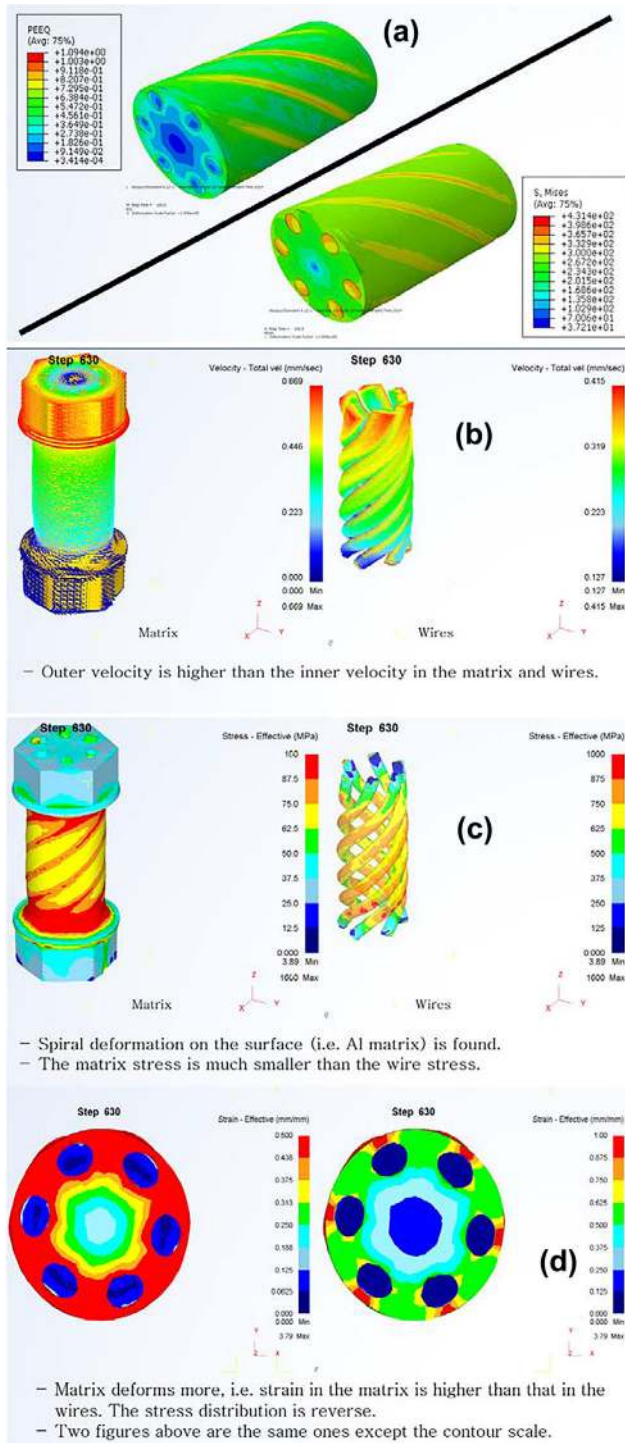 PEEQ
(Avg: 75%)
+1.094e+00
+1.003e+00
+9.118e-01
+8.207e-01
+7.295e-01
+6.384e-01
+5.472e-01
+4.561e-01
+3.649e-01
+2.738e-01
+1.826e-01
+9.149e-02
+3.414e-04
(a)
S, Mises
(Avg: 75%)
+4.314e+02
+3.986e+02
+3.657e+02
+3.329e+02
+3.000e+02
+2.672e+02
+2.343e+02
+2.015e+02
+1.686e+02
+1.358e+02
+1.029e+02
+7.006e+01
+3.721e+01
Step 630
Velocity - Total vel (mm/sec)
0.669
0.446
0.223
0.000
0.000 Min
0.669 Max
Matrix
Z
X Y
Step 630
(b)
Velocity - Total vel (mm/sec)
0.415
0.319
0.223
0.127
0.127 Min
0.415 Max
Wires
Z
X Y
- Outer velocity is higher than the inner velocity in the matrix and wires.
Step 630
Stress - Effective (MPa)
100
87.5
75.0
62.5
50.0
37.5
25.0
12.5
0.000
3.89 Min
1000 Max
Matrix
Z
X Y
Step 630
(c)
Stress - Effective (MPa)
1000
875
750
625
500
375
250
125
0.000
3.89 Min
1000 Max
Wires
Z
X Y
- Spiral deformation on the surface (i.e. Al matrix) is found.
- The matrix stress is much smaller than the wire stress.
Step 630
Strain - Effective (mm/mm)
0.500
0.438
0.375
0.313
0.250
0.188
0.125
0.0625
0.000
0.000 Min
3.79 Max
Y
Z X
Step 630
Strain - Effective (mm/mm)
1.00
0.875
0.750
0.625
0.500
0.375
0.250
0.125
0.000
0.000 Min
3.79 Max
(d)
Y
Z X
- Matrix deforms more, i.e. strain in the matrix is higher than that in the
wires. The stress distribution is reverse.
- Two figures above are the same ones except the contour scale.